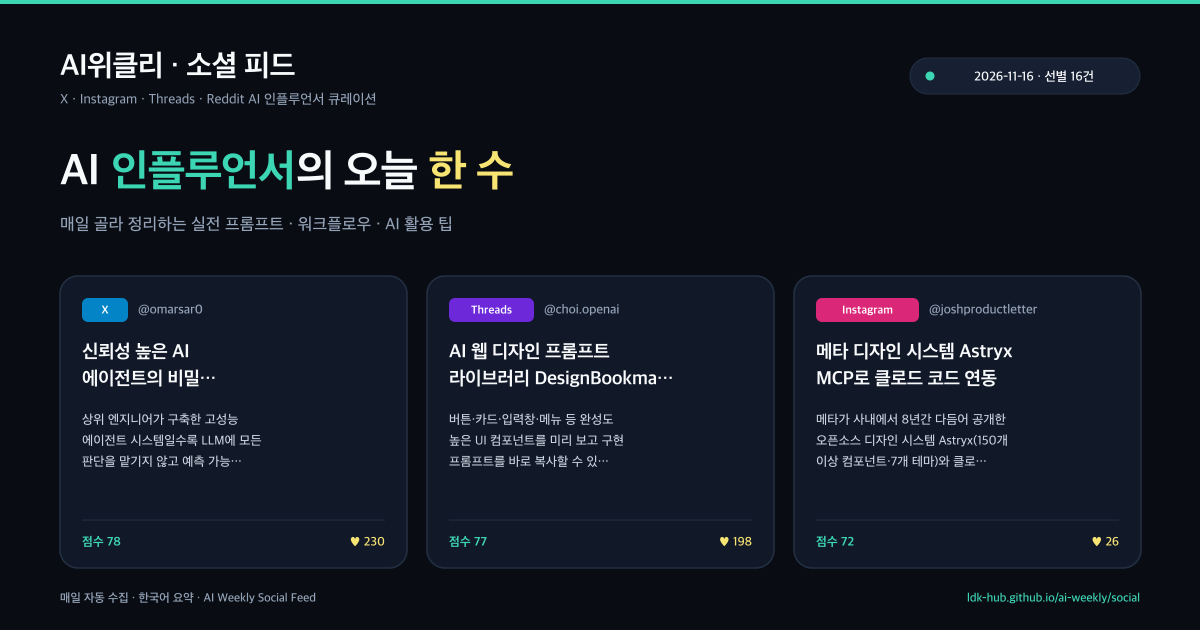 AI위클리 · 소셜 피드
X · Instagram · Threads · Reddit AI 인플루언서 큐레이션
2026-11-16 · 선별 16건
AI 인플루언서의 오늘 한 수
매일 골라 정리하는 실전 프롬프트 · 워크플로우 · AI 활용 팁
X @omarsar0
신뢰성 높은 AI
에이전트의 비밀…
상위 엔지니어가 구축한 고성능
에이전트 시스템일수록 LLM에 모든
판단을 맡기지 않고 예측 가능…
점수 78 ♥ 230
Threads @choi.openai
AI 웹 디자인 프롬프트
라이브러리 DesignBookma…
버튼·카드·입력창·메뉴 등 완성도
높은 UI 컴포넌트를 미리 보고 구현
프롬프트를 바로 복사할 수 있…
점수 77 ♥ 198
Instagram @joshproductletter
메타 디자인 시스템 Astryx
MCP로 클로드 코드 연동
메타가 사내에서 8년간 다듬어 공개한
오픈소스 디자인 시스템 Astryx(150개
이상 컴포넌트·7개 테마)와 클로…
점수 72 ♥ 26
매일 자동 수집 · 한국어 요약 · AI Weekly Social Feed
ldk-hub.github.io/ai-weekly/social